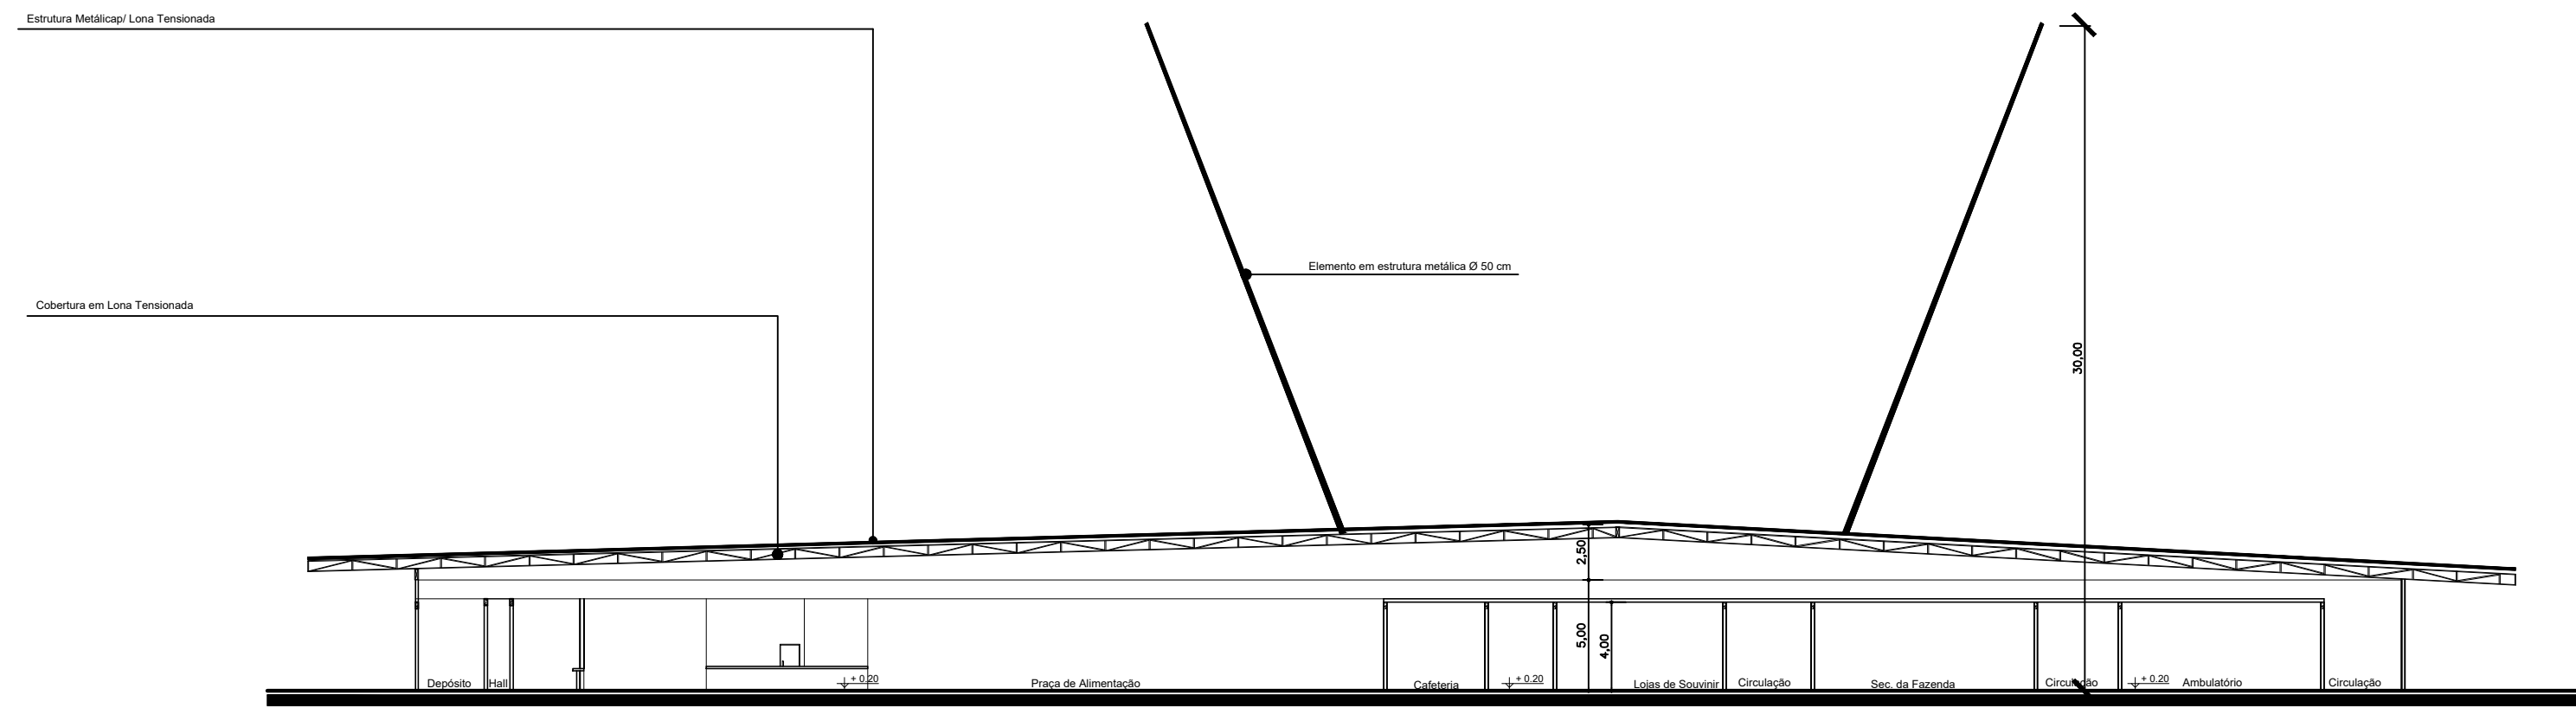 Estrutura Metálicap/ Lona Tensionada
Elemento em estrutura metálica Ø 50 cm
Cobertura em Lona Tensionada
30,00
2,50
5,00
4,00
Depósito
Hall
+ 0.20
Praça de Alimentação
Cafeteria
+ 0.20
Lojas de Souvinir
Circulação
Sec. da Fazenda
Circulação
+ 0.20
Ambulatório
Circulação